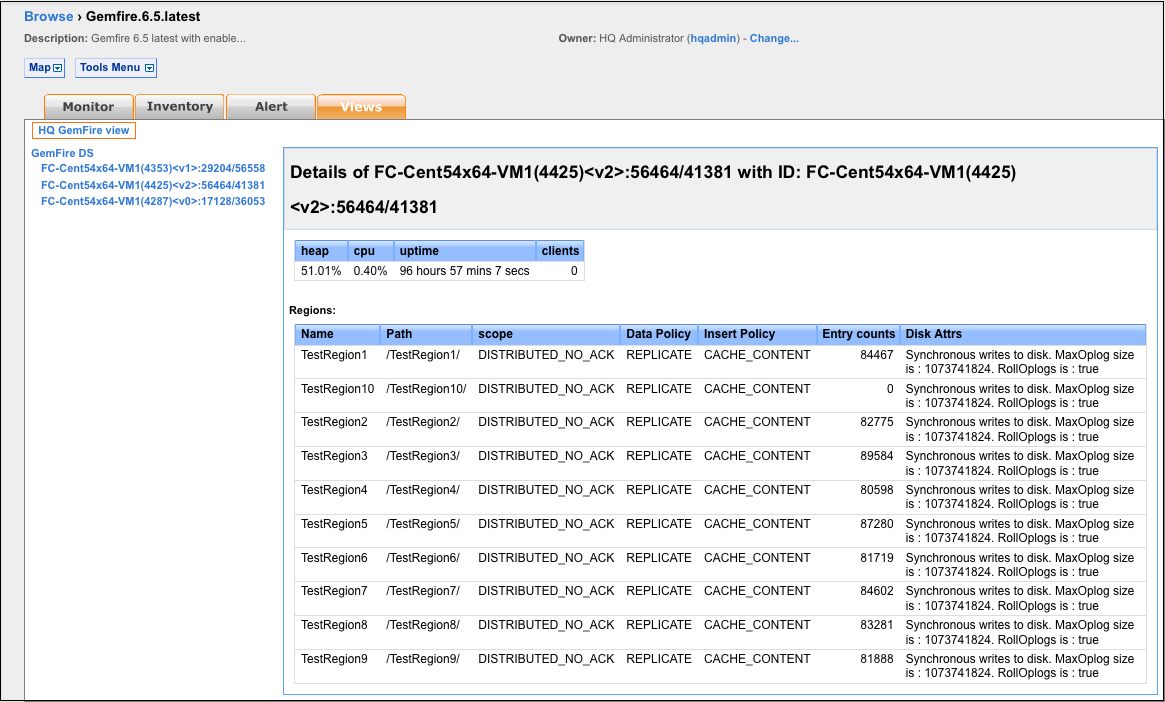 Browse › Gemfire.6.5.latest
Description: Gemfire 6.5 latest with enable...
Owner: HQ Administrator (hqadmin) - Change...
Map
Tools Menu
Monitor
Inventory
Alert
Views
HQ GemFire view
GemFire DS
FC-Cent54x64-VM1(4353)<v1>:29204/56558
FC-Cent54x64-VM1(4425)<v2>:56464/41381
FC-Cent54x64-VM1(4287)<v0>:17128/36053
Details of FC-Cent54x64-VM1(4425)<v2>:56464/41381 with ID: FC-Cent54x64-VM1(4425)
<v2>:56464/41381
heap cpu uptime clients
51.01% 0.40% 96 hours 57 mins 7 secs 0
Regions:
Name Path scope Data Policy Insert Policy Entry counts Disk Attrs
TestRegion1 /TestRegion1/ DISTRIBUTED_NO_ACK REPLICATE CACHE_CONTENT 84467 Synchronous writes to disk. MaxOplog size
is : 1073741824. RollOplogs is : true
TestRegion10 /TestRegion10/ DISTRIBUTED_NO_ACK REPLICATE CACHE_CONTENT 0 Synchronous writes to disk. MaxOplog size
is : 1073741824. RollOplogs is : true
TestRegion2 /TestRegion2/ DISTRIBUTED_NO_ACK REPLICATE CACHE_CONTENT 82775 Synchronous writes to disk. MaxOplog size
is : 1073741824. RollOplogs is : true
TestRegion3 /TestRegion3/ DISTRIBUTED_NO_ACK REPLICATE CACHE_CONTENT 89584 Synchronous writes to disk. MaxOplog size
is : 1073741824. RollOplogs is : true
TestRegion4 /TestRegion4/ DISTRIBUTED_NO_ACK REPLICATE CACHE_CONTENT 80598 Synchronous writes to disk. MaxOplog size
is : 1073741824. RollOplogs is : true
TestRegion5 /TestRegion5/ DISTRIBUTED_NO_ACK REPLICATE CACHE_CONTENT 87280 Synchronous writes to disk. MaxOplog size
is : 1073741824. RollOplogs is : true
TestRegion6 /TestRegion6/ DISTRIBUTED_NO_ACK REPLICATE CACHE_CONTENT 81719 Synchronous writes to disk. MaxOplog size
is : 1073741824. RollOplogs is : true
TestRegion7 /TestRegion7/ DISTRIBUTED_NO_ACK REPLICATE CACHE_CONTENT 84602 Synchronous writes to disk. MaxOplog size
is : 1073741824. RollOplogs is : true
TestRegion8 /TestRegion8/ DISTRIBUTED_NO_ACK REPLICATE CACHE_CONTENT 83281 Synchronous writes to disk. MaxOplog size
is : 1073741824. RollOplogs is : true
TestRegion9 /TestRegion9/ DISTRIBUTED_NO_ACK REPLICATE CACHE_CONTENT 81888 Synchronous writes to disk. MaxOplog size
is : 1073741824. RollOplogs is : true